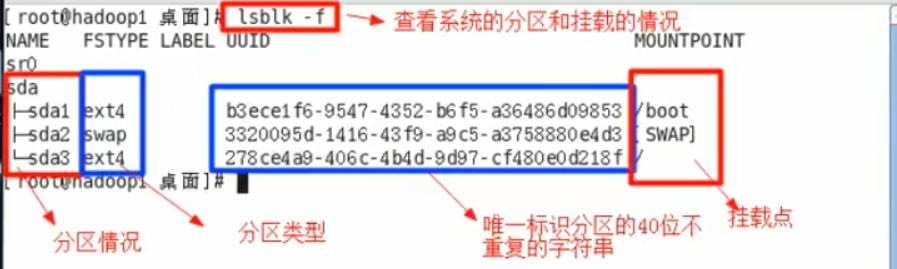 [root@hadoop1 桌面]# lsblk -f
查看系统的分区和挂载的情况
NAME FSTYPE LABEL UUID MOUNTPOINT
sr0
sda
├─sda1 ext4 b3ece1f6-9547-4352-b6f5-a36486d09853 /boot
├─sda2 swap 3320095d-1416-43f9-a9c5-a3758880e4d3 [SWAP]
└─sda3 ext4 278ce4a9-406c-4b4d-9d97-cf480e0d218f /
[root@hadoop1 桌面]#
分区情况
分区类型
唯一标识分区的40位不
重复的字符串
挂载点